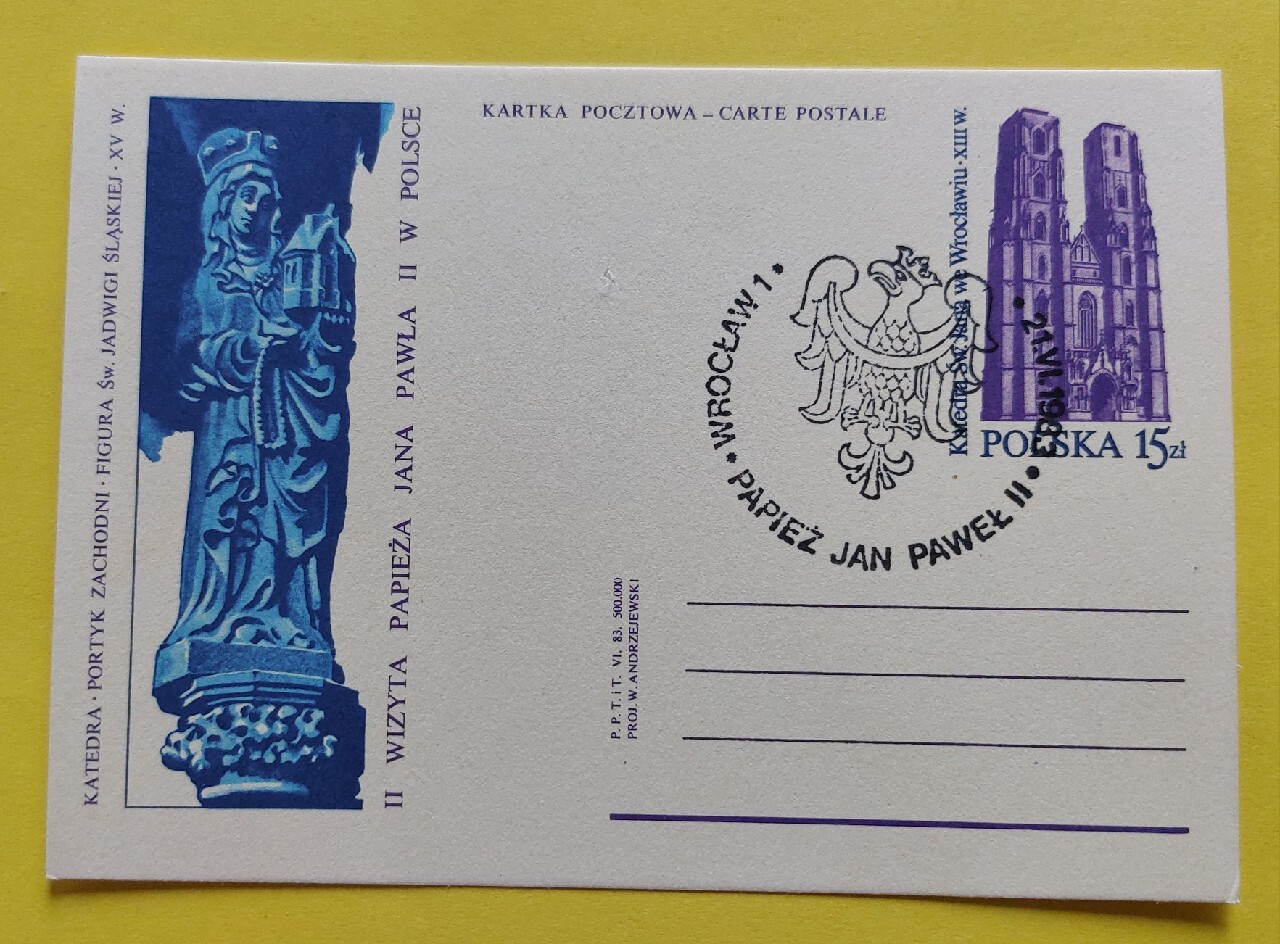 KATEDRA · PORTYK ZACHODNI · FIGURA ŚW. JADWIGI ŚLĄSKIEJ · XV W.
II WIZYTA PAPIEŻA JANA PAWŁA II W POLSCE
KARTKA POCZTOWA – CARTE POSTALE
Katedra Św. Jana we Wrocławiu · XIII w.
POLSKA 15 zł
• WROCŁAW 1 •
• 21.VI.1983 •
PAPIEŻ JAN PAWEŁ II
P. P. T. i T. VI. 83. 500.000
PROJ. W. ANDRZEJEWSKI